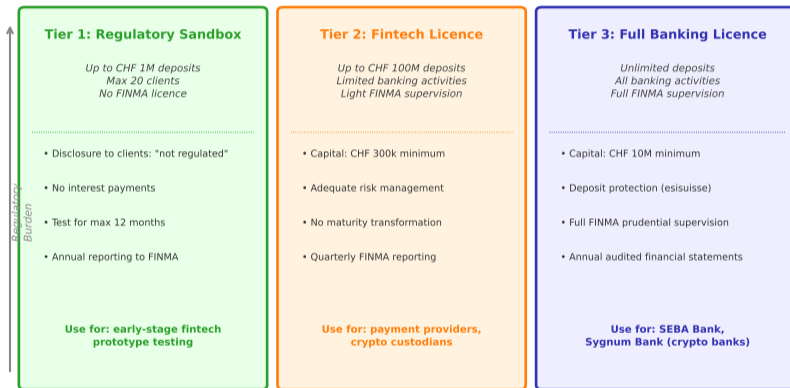 Regulatory
Burden
Tier 1: Regulatory Sandbox
Up to CHF 1M deposits
Max 20 clients
No FINMA licence
• Disclosure to clients: "not regulated"
• No interest payments
• Test for max 12 months
• Annual reporting to FINMA
Use for: early-stage fintech
prototype testing
Tier 2: Fintech Licence
Up to CHF 100M deposits
Limited banking activities
Light FINMA supervision
• Capital: CHF 300k minimum
• Adequate risk management
• No maturity transformation
• Quarterly FINMA reporting
Use for: payment providers,
crypto custodians
Tier 3: Full Banking Licence
Unlimited deposits
All banking activities
Full FINMA supervision
• Capital: CHF 10M minimum
• Deposit protection (esisuisse)
• Full FINMA prudential supervision
• Annual audited financial statements
Use for: SEBA Bank,
Sygnum Bank (crypto banks)